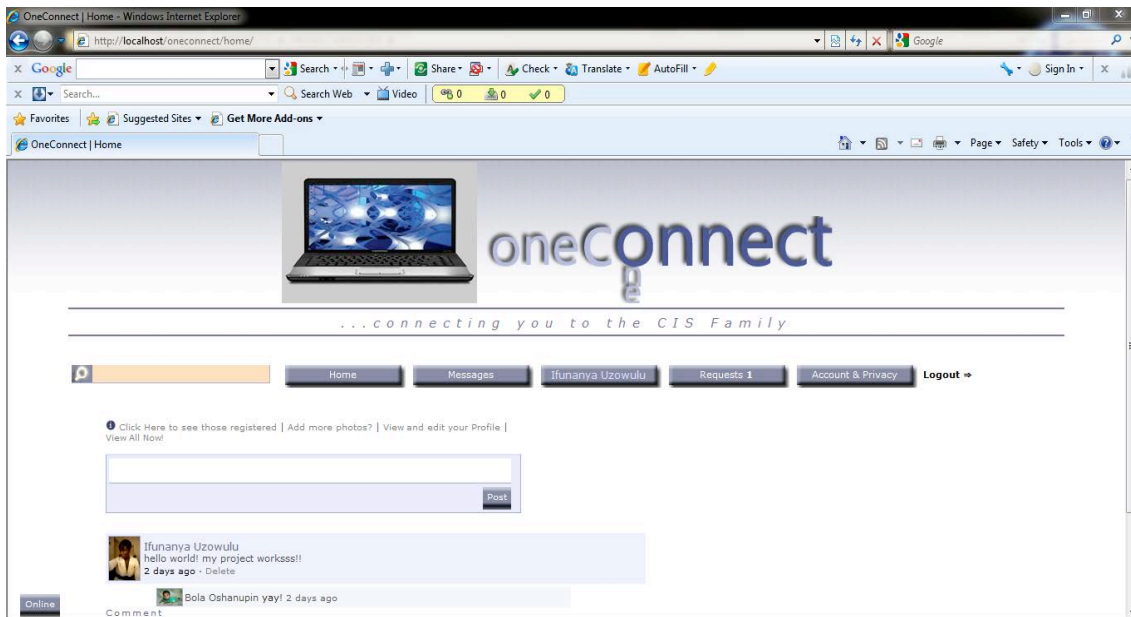 OneConnect | Home - Windows Internet Explorer
http://localhost/oneconnect/home/
Google
x Google Search Share Check Translate AutoFill Sign In x
x Search... Search Web Video 0 0 0
Favorites Suggested Sites Get More Add-ons
OneConnect | Home Page Safety Tools
oneConnect
one
...connecting you to the CIS Family
Home Messages Ifunanya Uzowulu Requests 1 Account & Privacy Logout ⇒
Click Here to see those registered | Add more photos? | View and edit your Profile |
View All Now!
Post
Ifunanya Uzowulu
hello world! my project worksss!!
2 days ago · Delete
Bola Oshanupin yay! 2 days ago
Online
Comment